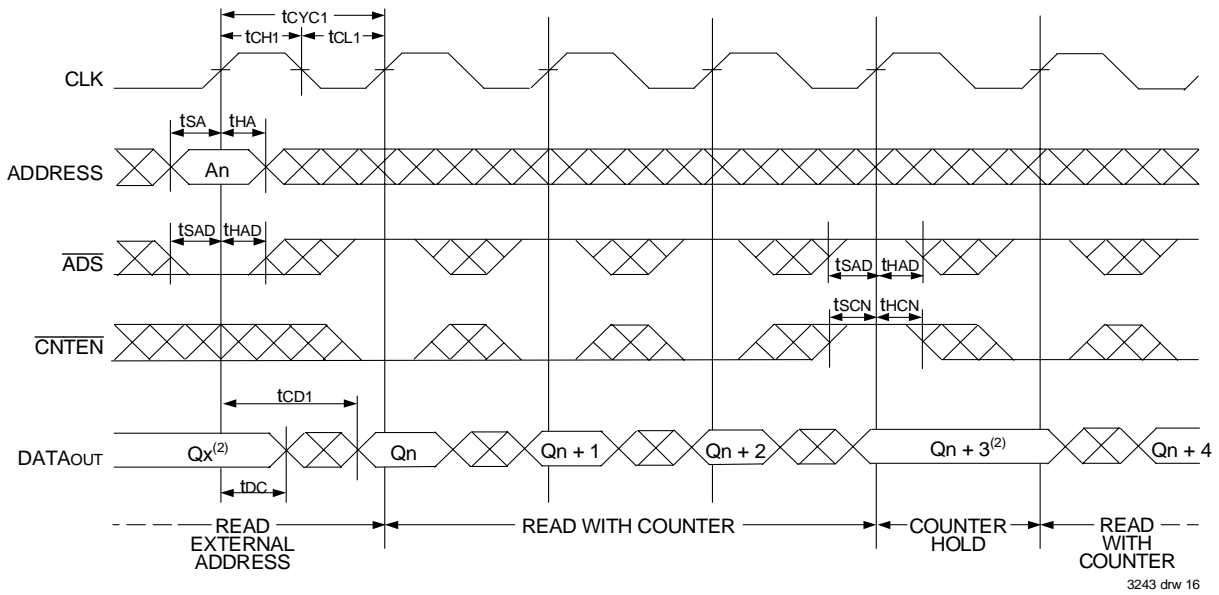 tCYC1
tCH1 tCL1
CLK
tSA tHA
ADDRESS An
tSAD tHAD
ADS
tSAD tHAD
tSCN tHCN
CNTEN
tCD1
DATAOUT Qx(2) Qn Qn + 1 Qn + 2 Qn + 3(2) Qn + 4
tDC
READ EXTERNAL ADDRESS
READ WITH COUNTER
COUNTER HOLD
READ WITH COUNTER
3243 drw 16